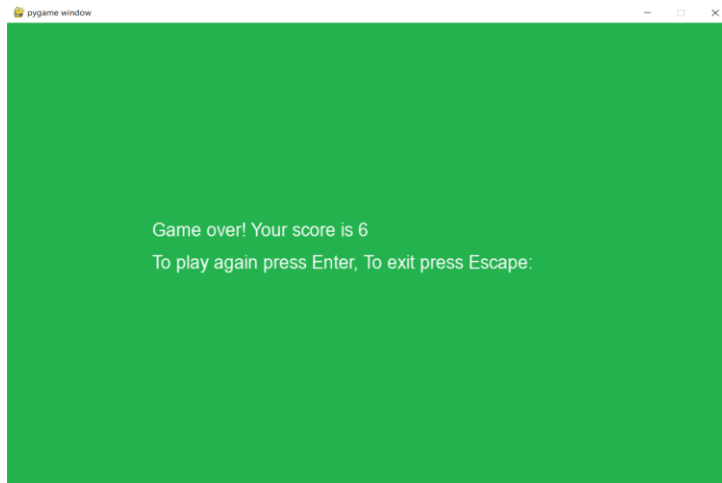 pygame window
Game over! Your score is 6
To play again press Enter, To exit press Escape: